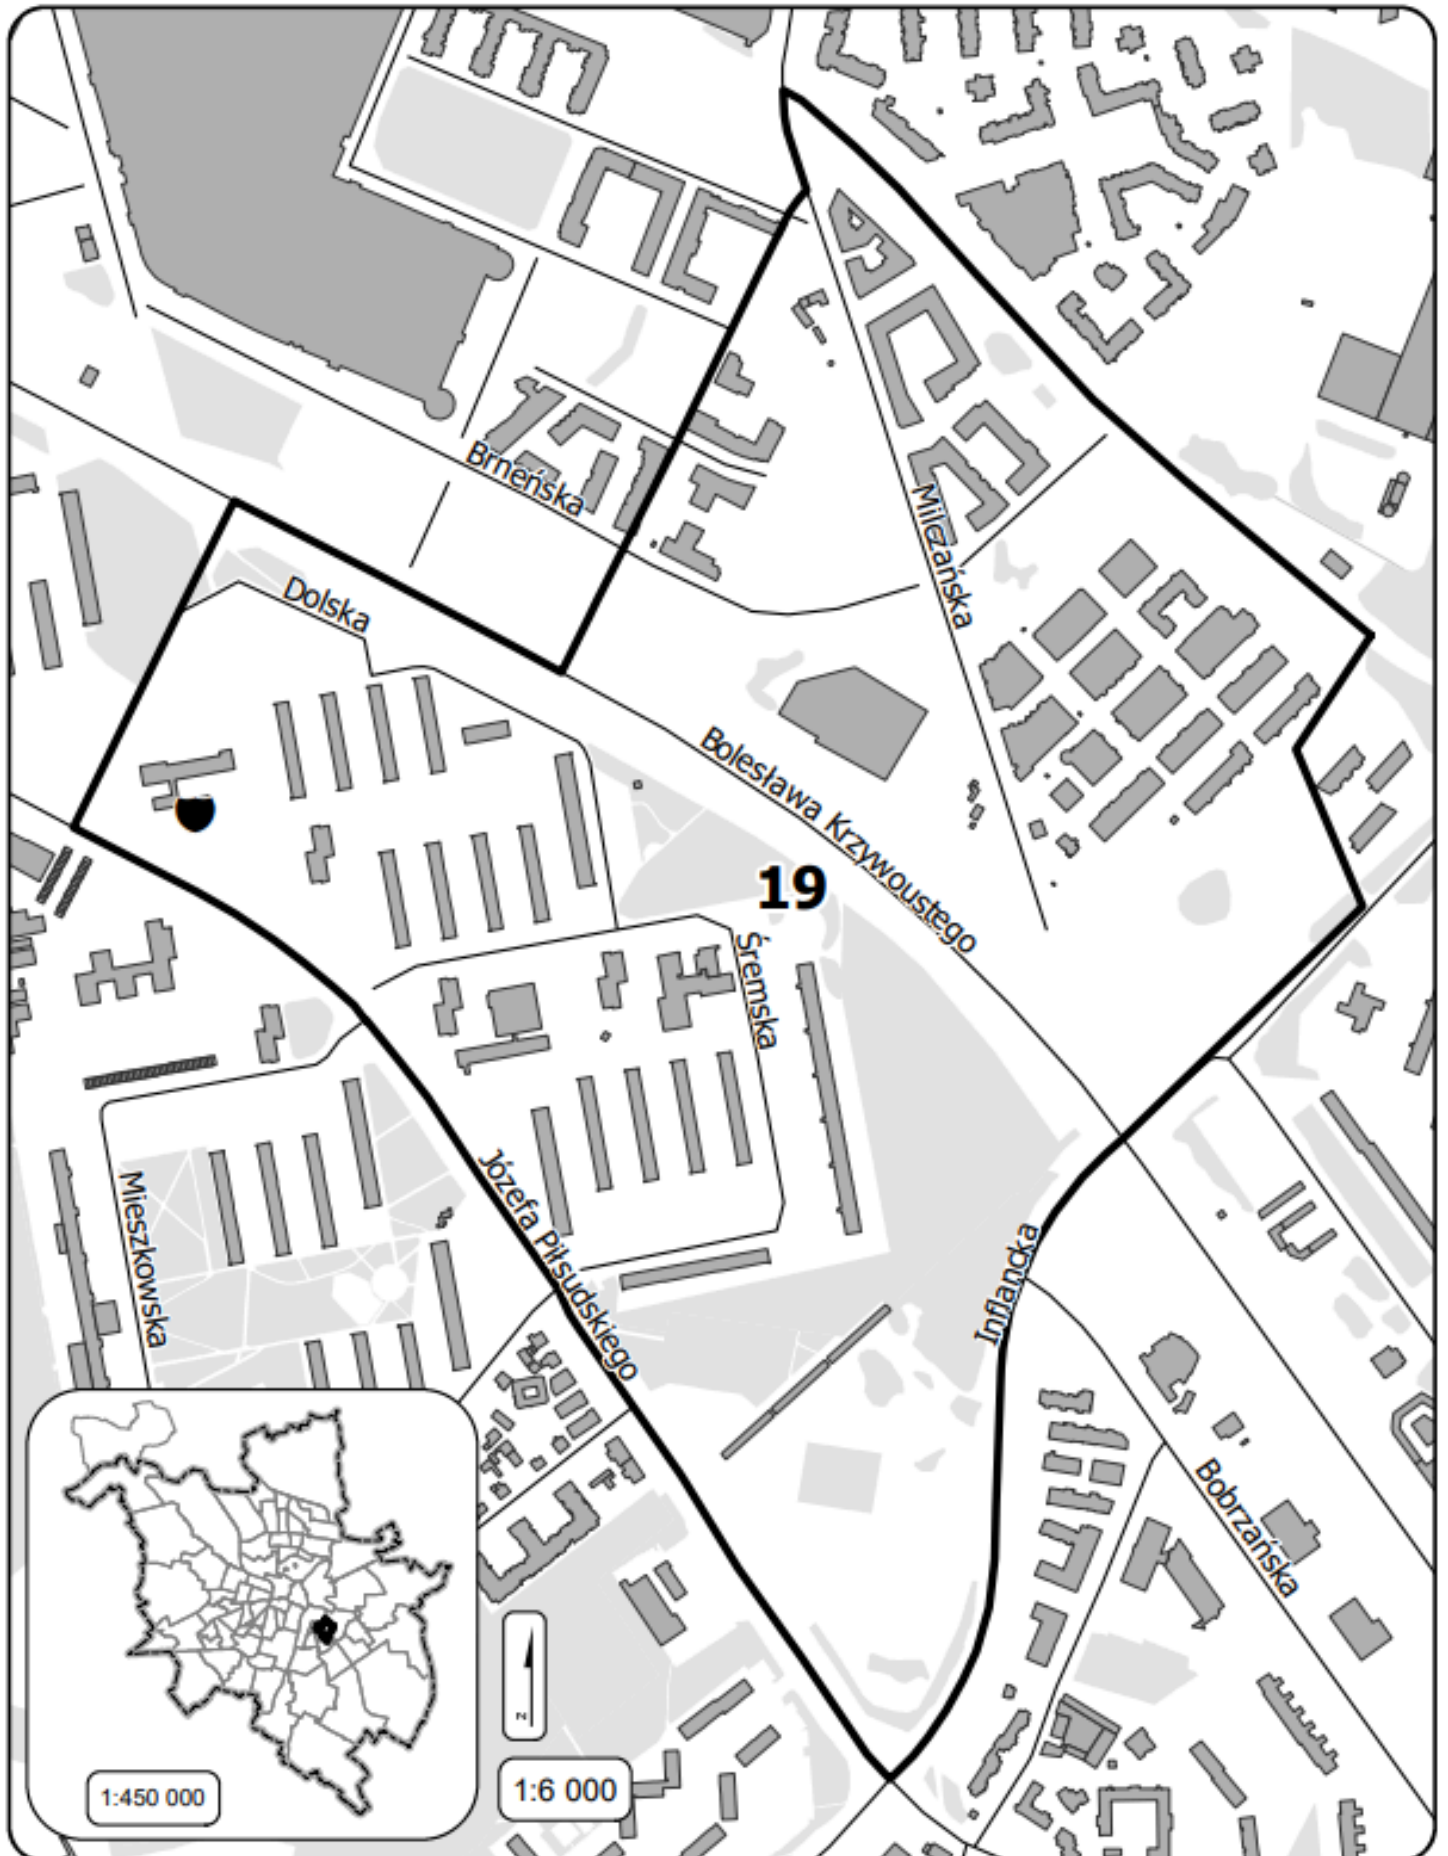 Brneńska
Dolska
Milczańska
Bolesława Krzywoustego
19
Śremska
Józefa Piłsudskiego
Mieszkowska
Inflancka
Bobrzańska
N
1:6 000
1:450 000